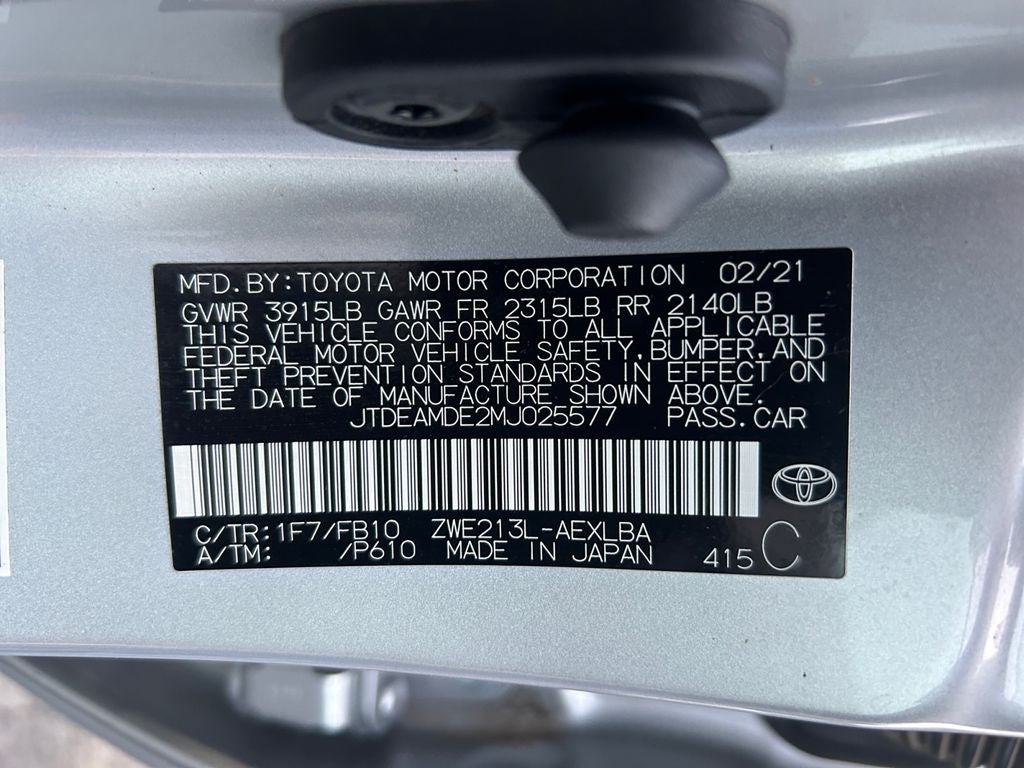 MFD.BY:TOYOTA MOTOR CORPORATION 02/21
GVWR 3915LB GAWR FR 2315LB RR 2140LB
THIS VEHICLE CONFORMS TO ALL APPLICABLE
FEDERAL MOTOR VEHICLE SAFETY,BUMPER,AND
THEFT PREVENTION STANDARDS IN EFFECT ON
THE DATE OF MANUFACTURE SHOWN ABOVE.
JTDEAMDE2MJ025577 PASS.CAR
C/TR:1F7/FB10 ZWE213L-AEXLBA
A/TM: /P610 MADE IN JAPAN 415 C